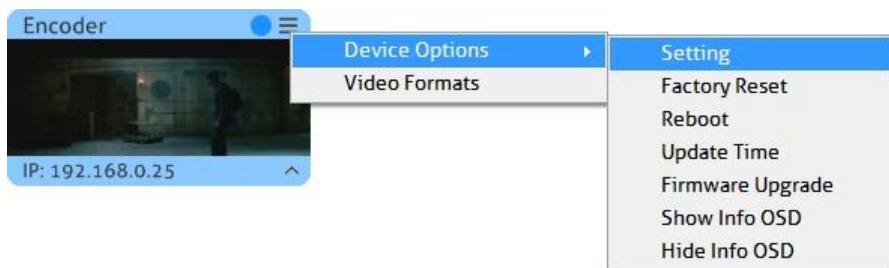 Encoder
IP: 192.168.0.25
Device Options
Video Formats
Setting
Factory Reset
Reboot
Update Time
Firmware Upgrade
Show Info OSD
Hide Info OSD